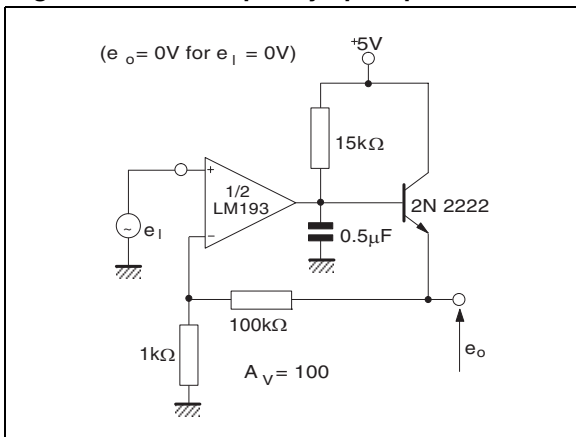 (e o = 0V for e I = 0V)
+5V
15kΩ
+
1/2
LM193
2N 2222
~
e I
0.5µF
−
100kΩ
1kΩ
A V = 100
e o